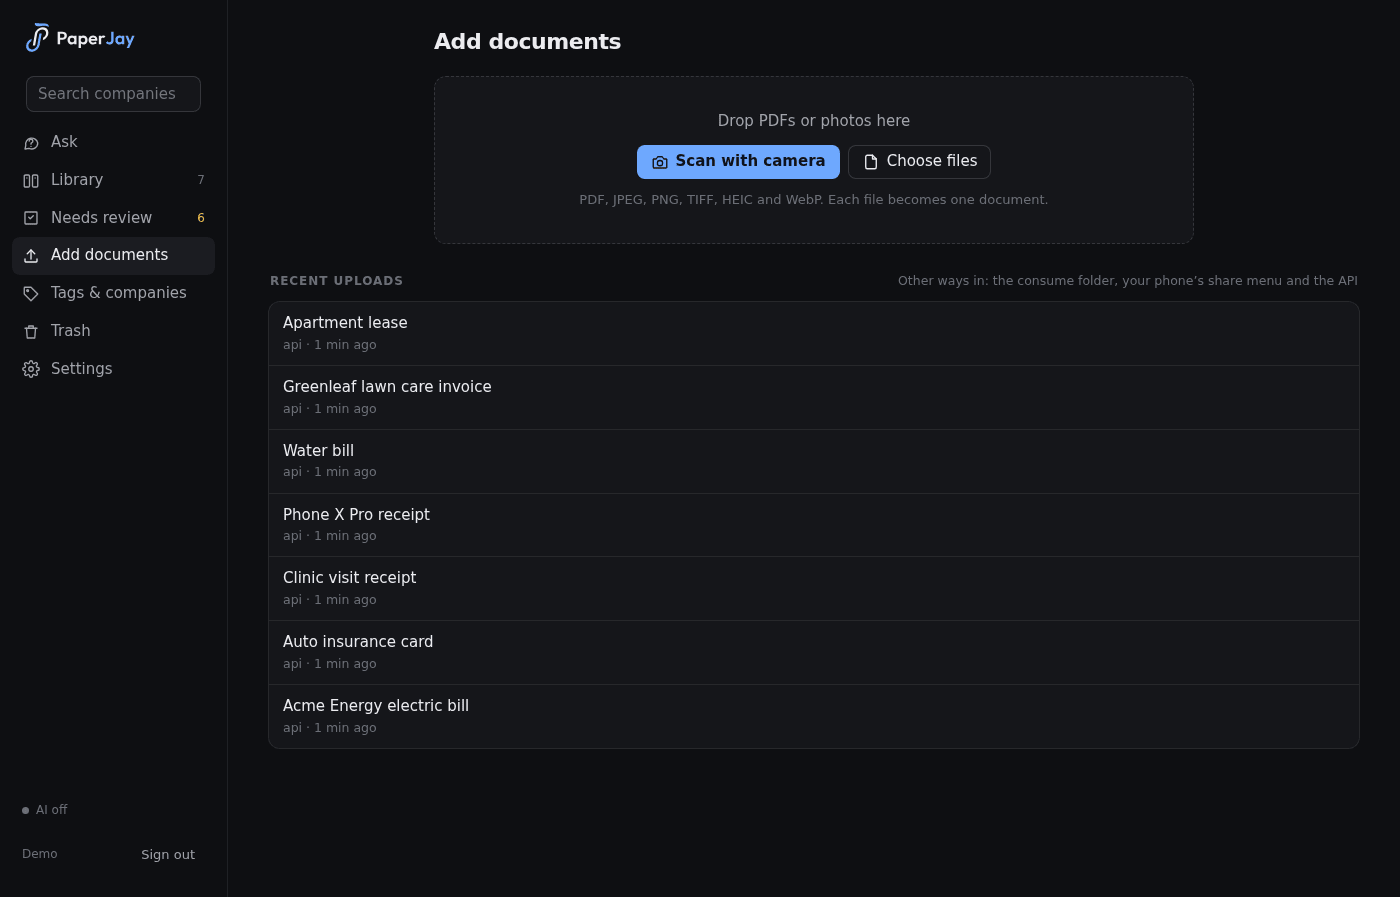 PaperJay
Search companies
Ask
Library 7
Needs review 6
Add documents
Tags & companies
Trash
Settings
AI off
Demo Sign out
Add documents
Drop PDFs or photos here
Scan with camera Choose files
PDF, JPEG, PNG, TIFF, HEIC and WebP. Each file becomes one document.
RECENT UPLOADS Other ways in: the consume folder, your phone’s share menu and the API
Apartment lease
api · 1 min ago
Greenleaf lawn care invoice
api · 1 min ago
Water bill
api · 1 min ago
Phone X Pro receipt
api · 1 min ago
Clinic visit receipt
api · 1 min ago
Auto insurance card
api · 1 min ago
Acme Energy electric bill
api · 1 min ago